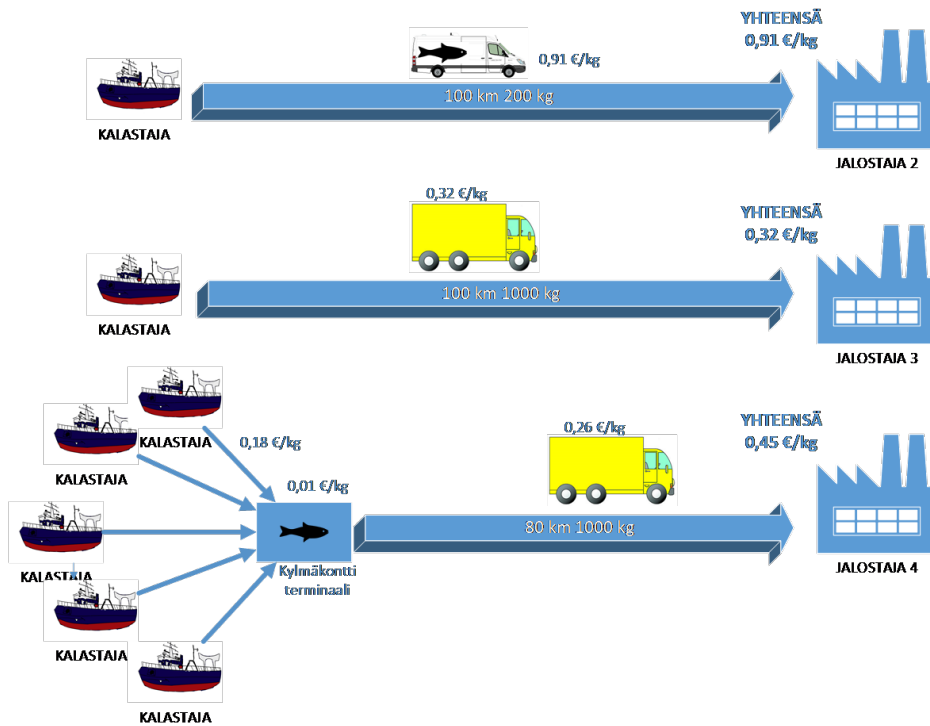 YHTEENSÄ
0,91 €/kg
0,91 €/kg
100 km 200 kg
KALASTAJA
JALOSTAJA 2
0,32 €/kg
YHTEENSÄ
0,32 €/kg
100 km 1000 kg
KALASTAJA
JALOSTAJA 3
KALASTAJA
0,18 €/kg
KALASTAJA
0,01 €/kg
0,26 €/kg
YHTEENSÄ
0,45 €/kg
80 km 1000 kg
KALASTAJA
Kylmäkontti
terminaali
JALOSTAJA 4
KALASTAJA
KALASTAJA